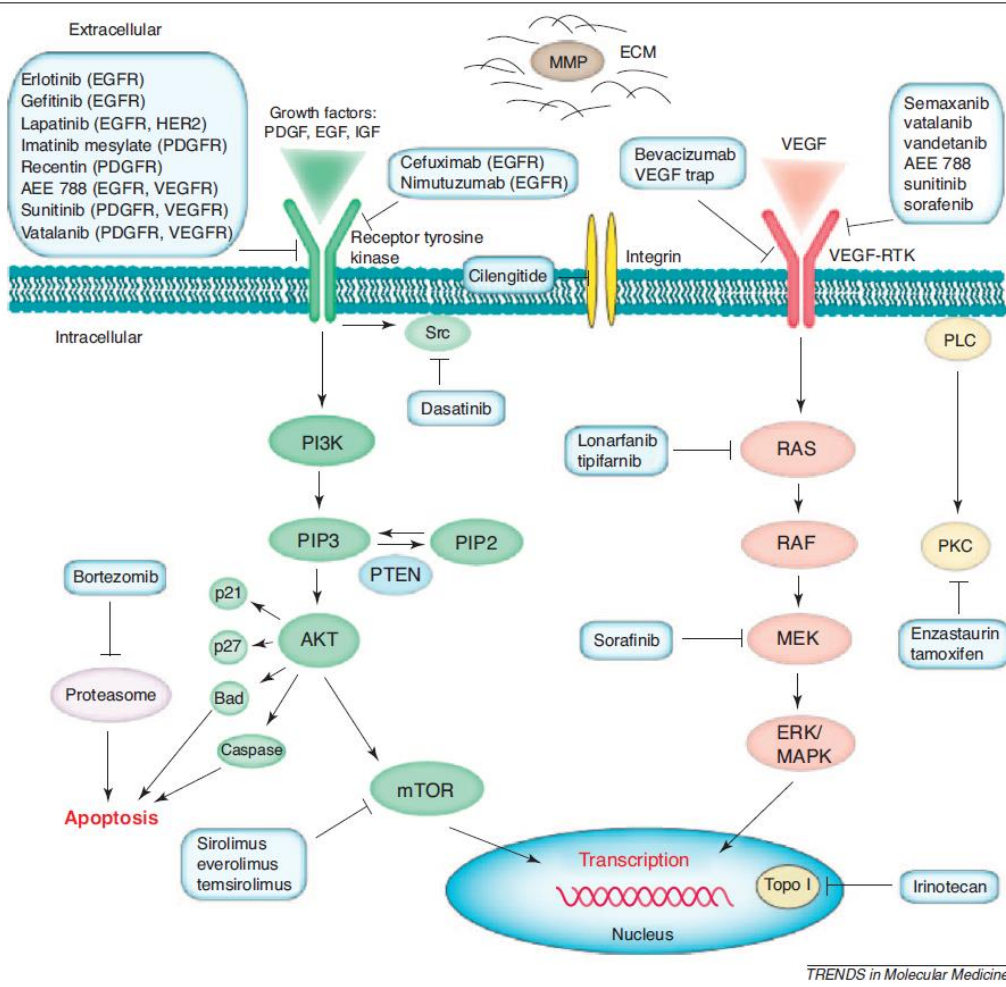 Extracellular
Erlotinib (EGFR)
Gefitinib (EGFR)
Lapatinib (EGFR, HER2)
Imatinib mesylate (PDGFR)
Recentin (PDGFR)
AEE 788 (EGFR, VEGFR)
Sunitinib (PDGFR, VEGFR)
Vatalanib (PDGFR, VEGFR)
Growth factors:
PDGF, EGF, IGF
MMP
ECM
Cefuximab (EGFR)
Nimutuzumab (EGFR)
Bevacizumab
VEGF trap
VEGF
Semaxanib
vatalanib
vandetanib
AEE 788
sunitinib
sorafenib
Receptor tyrosine
kinase
Cilengitide
Integrin
VEGF-RTK
Intracellular
Src
PLC
Dasatinib
PI3K
Lonarfanib
tipifarnib
RAS
PIP3
PIP2
PTEN
RAF
PKC
Bortezomib
p21
p27
AKT
Sorafinib
MEK
Enzastaurin
tamoxifen
Proteasome
Bad
Caspase
ERK/
MAPK
Apoptosis
mTOR
Sirolimus
everolimus
temsirolimus
Transcription
Topo I
Irinotecan
Nucleus
TRENDS in Molecular Medicine